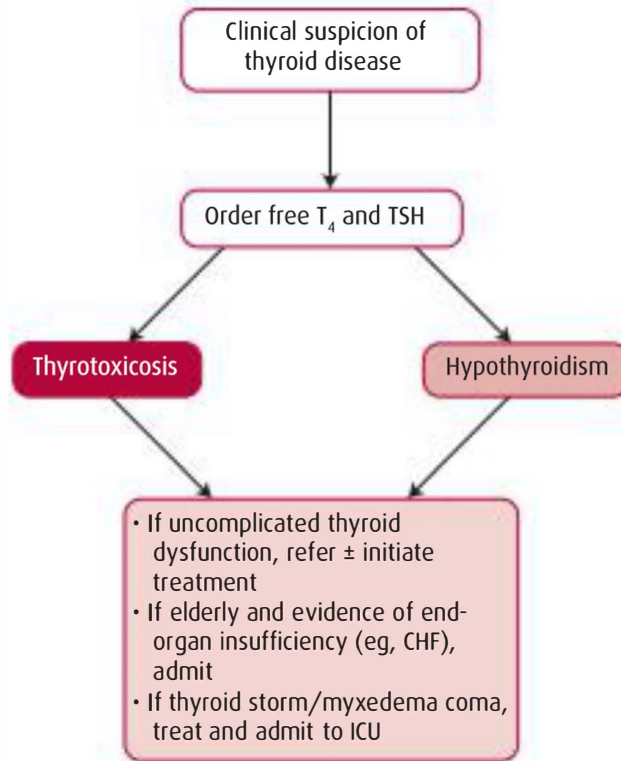 Clinical suspicion of
thyroid disease
Order free T₄ and TSH
Thyrotoxicosis
Hypothyroidism
• If uncomplicated thyroid
dysfunction, refer ± initiate
treatment
• If elderly and evidence of end-
organ insufficiency (eg, CHF),
admit
• If thyroid storm/myxedema coma,
treat and admit to ICU